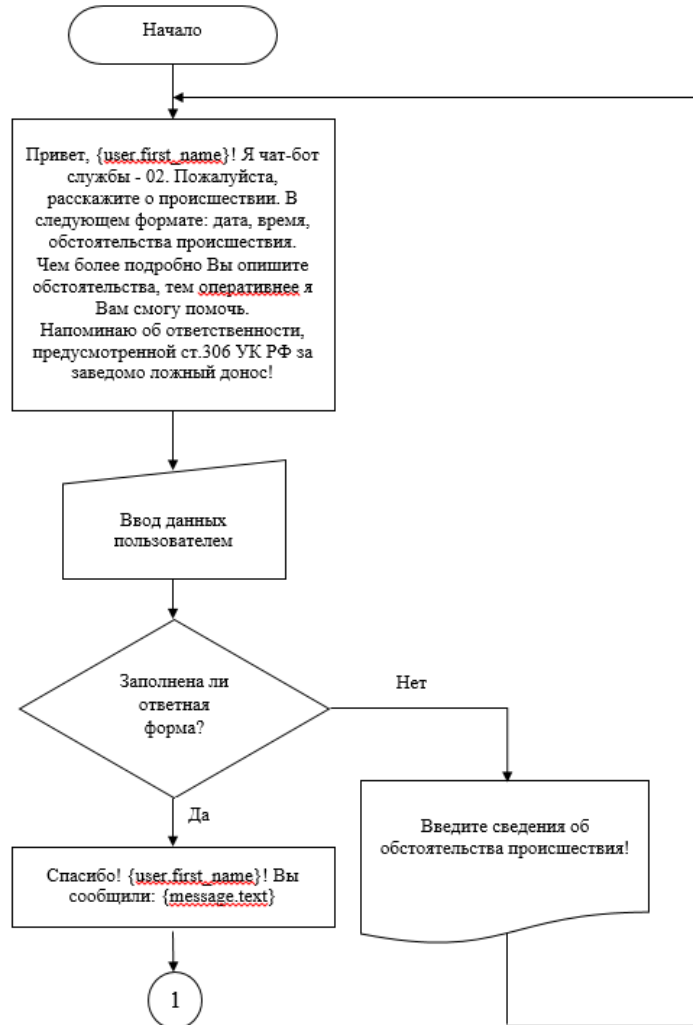 Начало
Привет, {user.first_name}! Я чат-бот
службы - 02. Пожалуйста,
расскажите о происшествии. В
следующем формате: дата, время,
обстоятельства происшествия.
Чем более подробно Вы опишите
обстоятельства, тем оперативнее я
Вам смогу помочь.
Напоминаю об ответственности,
предусмотренной ст.306 УК РФ за
заведомо ложный донос!
Ввод данных
пользователем
Заполнена ли
ответная
форма?
Нет
Да
Введите сведения об
обстоятельства происшествия!
Спасибо! {user.first_name}! Вы
сообщили: {message.text}
1